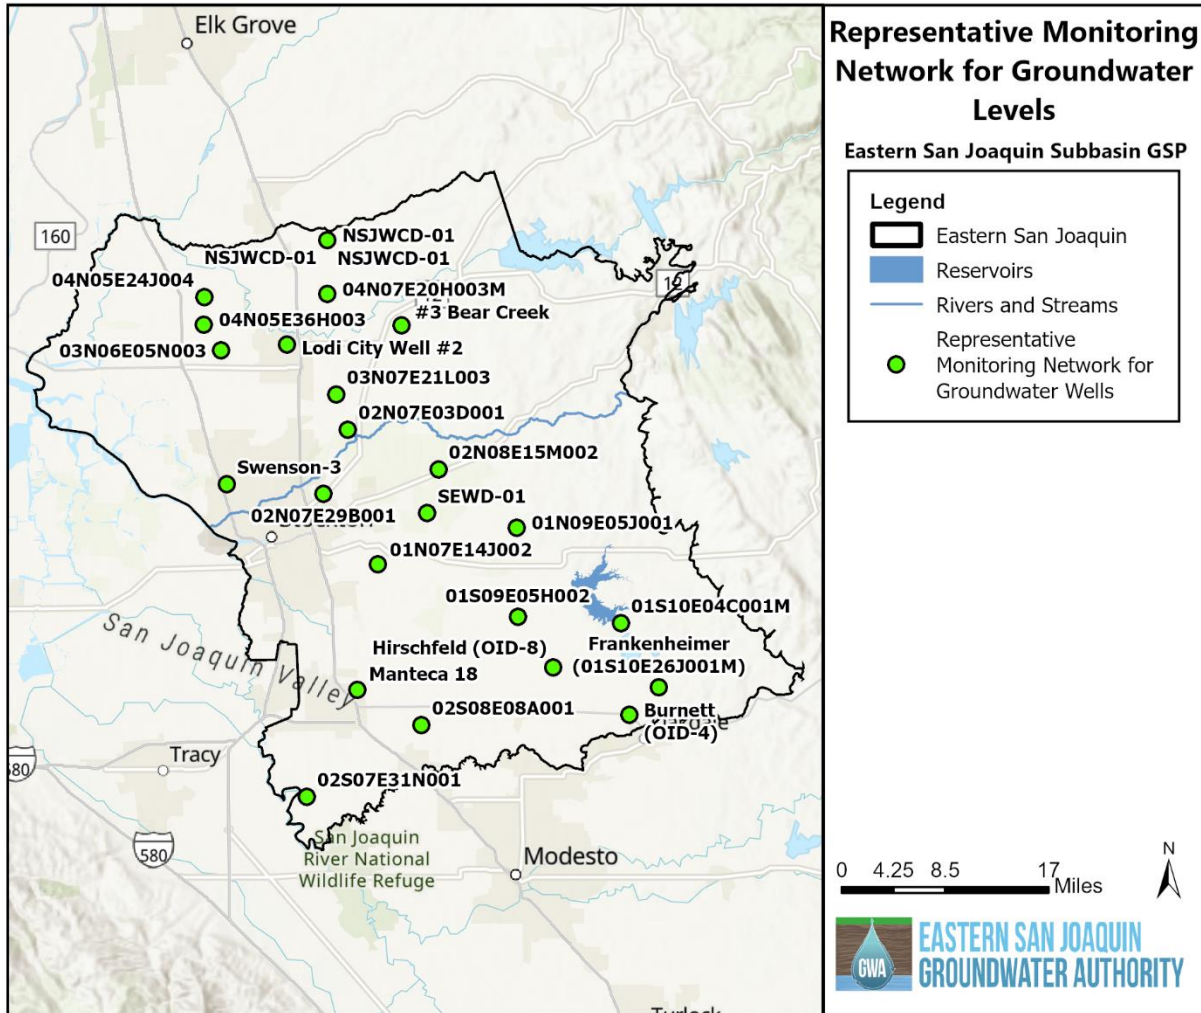 Elk Grove
160
NSJWCD-01
NSJWCD-01
NSJWCD-01
04N05E24J004
04N07E20H003M
12
#3 Bear Creek
04N05E36H003
Lodi City Well #2
03N06E05N003
03N07E21L003
02N07E03D001
02N08E15M002
Swenson-3
SEWD-01
02N07E29B001
01N09E05J001
01N07E14J002
01S09E05H002
01S10E04C001M
San Joaquin Valley
Hirschfeld (OID-8)
Frankenheimer
(01S10E26J001M)
Manteca 18
02S08E08A001
Burnett
(OID-4)
Tracy
580
02S07E31N001
580
San Joaquin
River National
Wildlife Refuge
Modesto
Representative Monitoring
Network for Groundwater
Levels
Eastern San Joaquin Subbasin GSP
Legend
Eastern San Joaquin
Reservoirs
Rivers and Streams
Representative
Monitoring Network for
Groundwater Wells
0 4.25 8.5 17
Miles
N
GWA
EASTERN SAN JOAQUIN
GROUNDWATER AUTHORITY